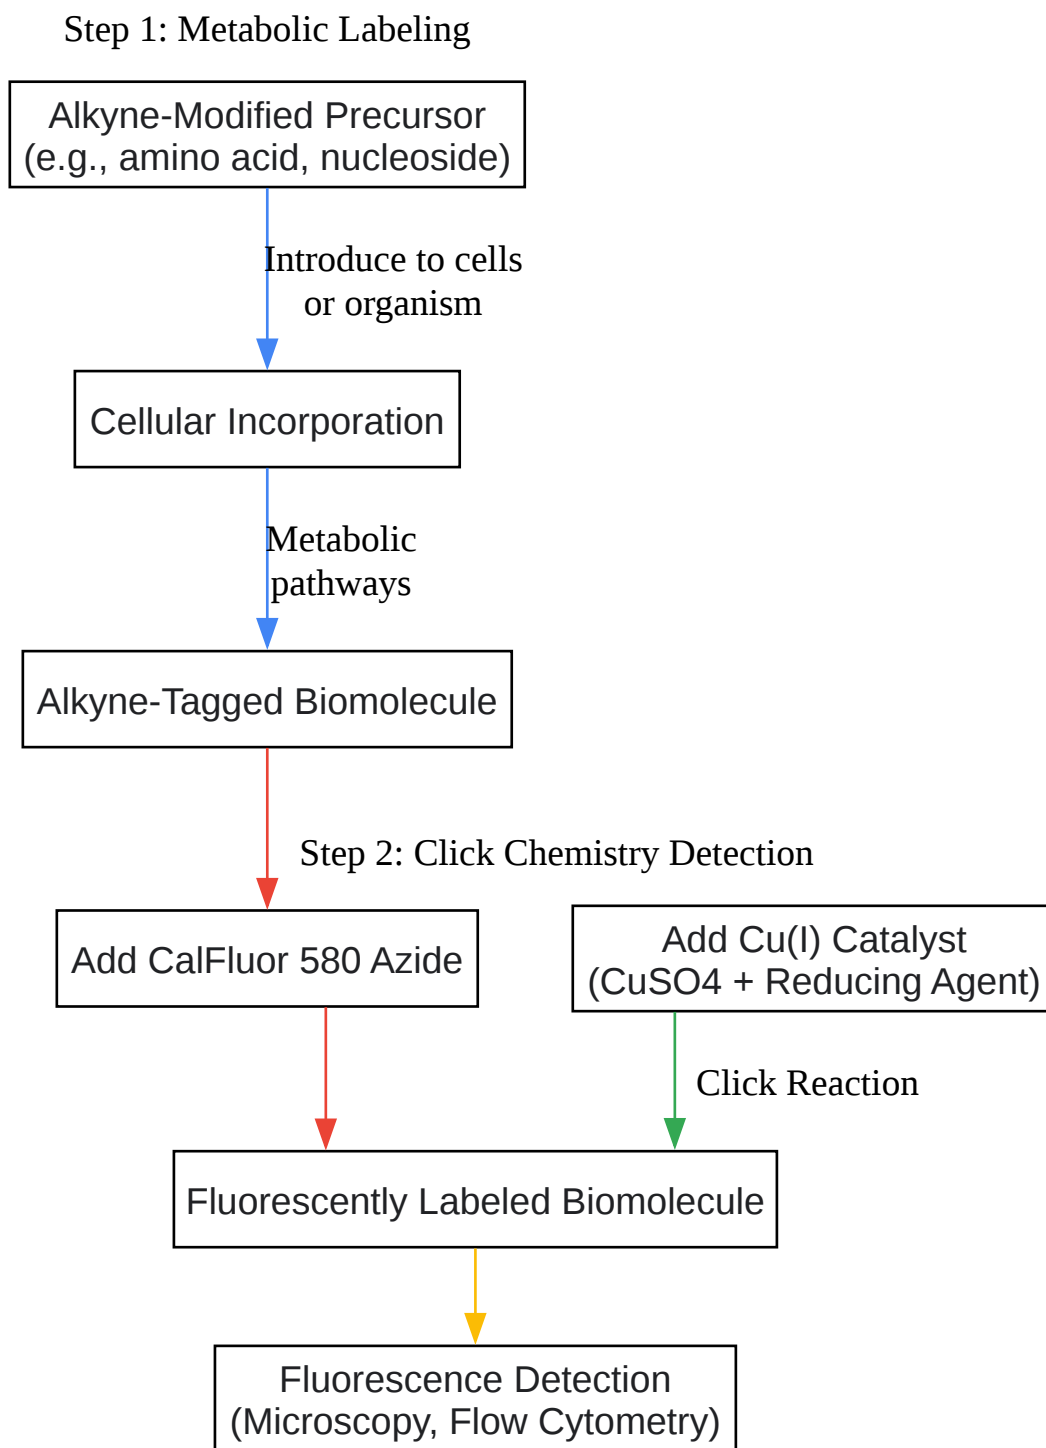 Step 1: Metabolic Labeling
Alkyne-Modified Precursor
(e.g., amino acid, nucleoside)
Introduce to cells
or organism
Cellular Incorporation
Metabolic
pathways
Alkyne-Tagged Biomolecule
Step 2: Click Chemistry Detection
Add CalFluor 580 Azide
Add Cu(I) Catalyst
(CuSO4 + Reducing Agent)
Click Reaction
Fluorescently Labeled Biomolecule
Fluorescence Detection
(Microscopy, Flow Cytometry)